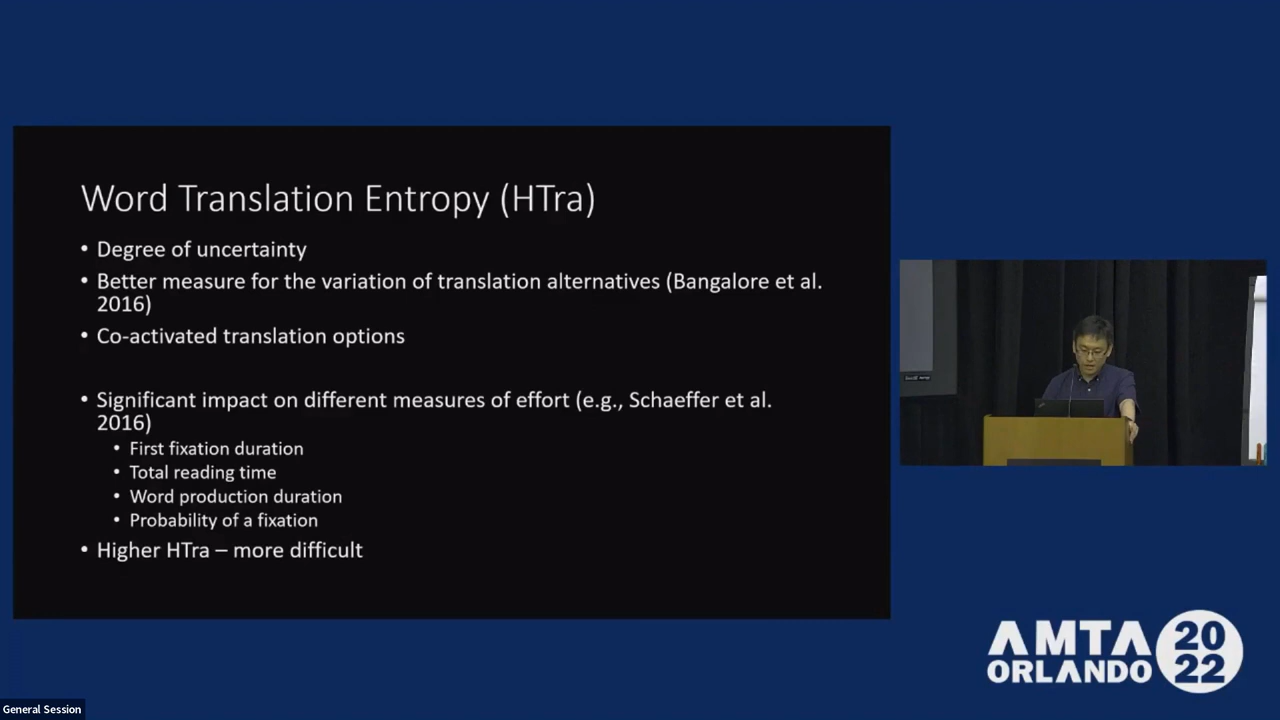 Word Translation Entropy (HTra)
• Degree of uncertainty
• Better measure for the variation of translation alternatives (Bangalore et al.
2016)
• Co-activated translation options
• Significant impact on different measures of effort (e.g., Schaeffer et al.
2016)
• First fixation duration
• Total reading time
• Word production duration
• Probability of a fixation
• Higher HTra – more difficult
AMTA
ORLANDO
20
22
General Session